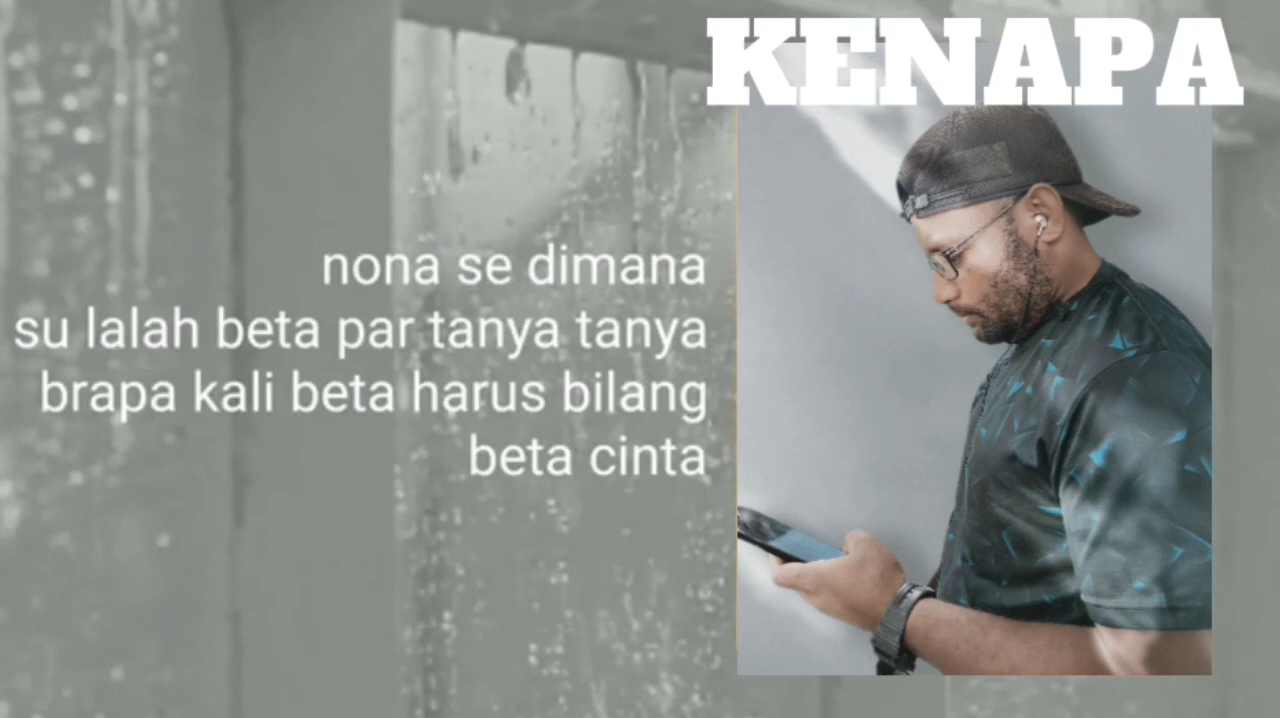 KENAPA
nona se dimana
su lalah beta par tanya tanya
brapa kali beta harus bilang
beta cinta